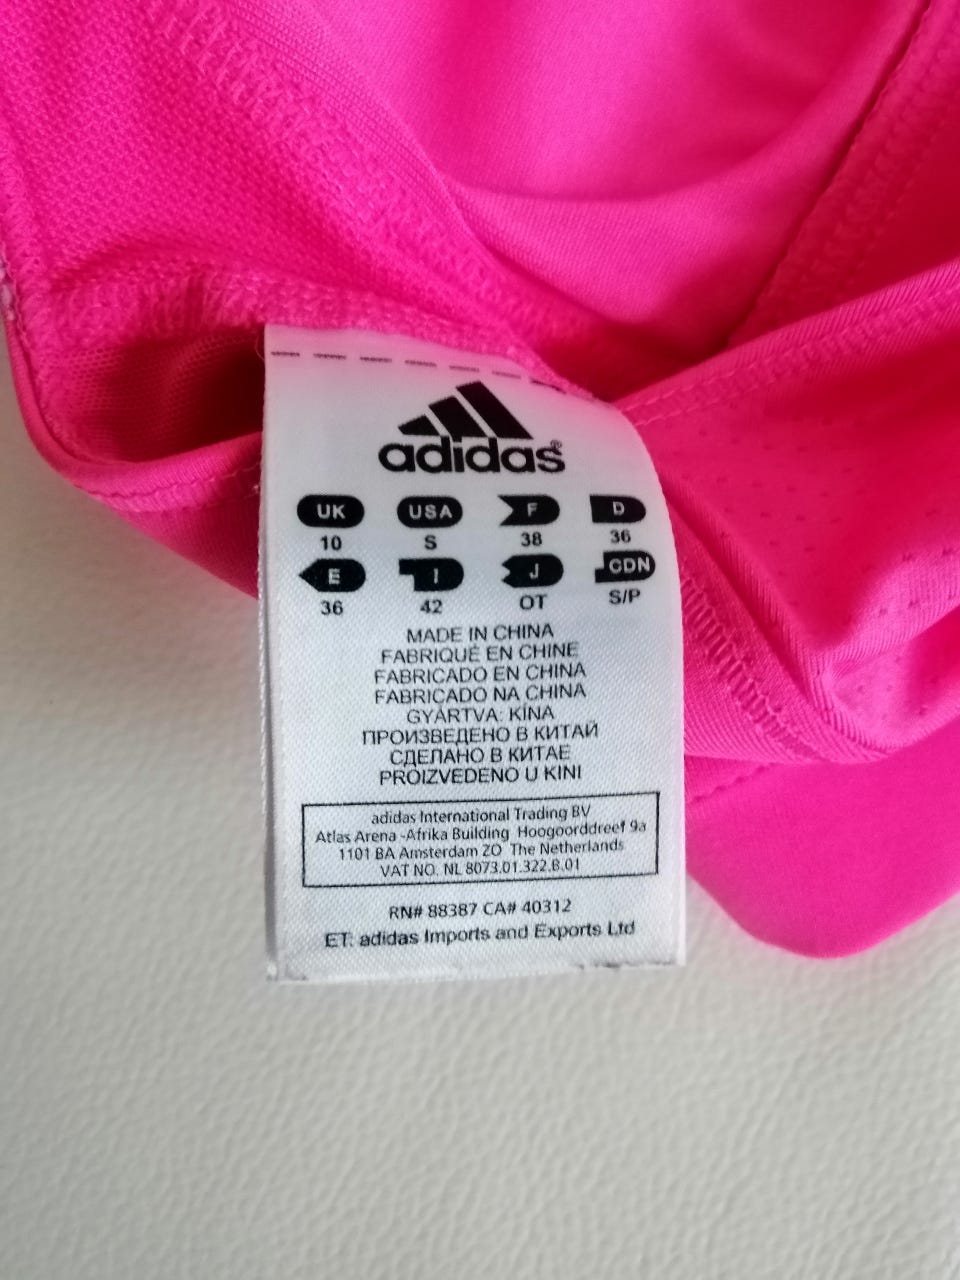 adidas®
UK USA F D
10 S 38 36
E I J CDN
36 42 OT S/P
MADE IN CHINA
FABRIQUÉ EN CHINE
FABRICADO EN CHINA
FABRICADO NA CHINA
GYÁRTVA: KÍNA
ПРОИЗВЕДЕНО В КИТАЙ
СДЕЛАНО В КИТАЕ
PROIZVEDENO U KINI
adidas International Trading BV
Atlas Arena -Afrika Building Hoogoorddreef 9a
1101 BA Amsterdam ZO The Netherlands
VAT NO. NL 8073.01.322.B.01
RN# 88387 CA# 40312
ET: adidas Imports and Exports Ltd